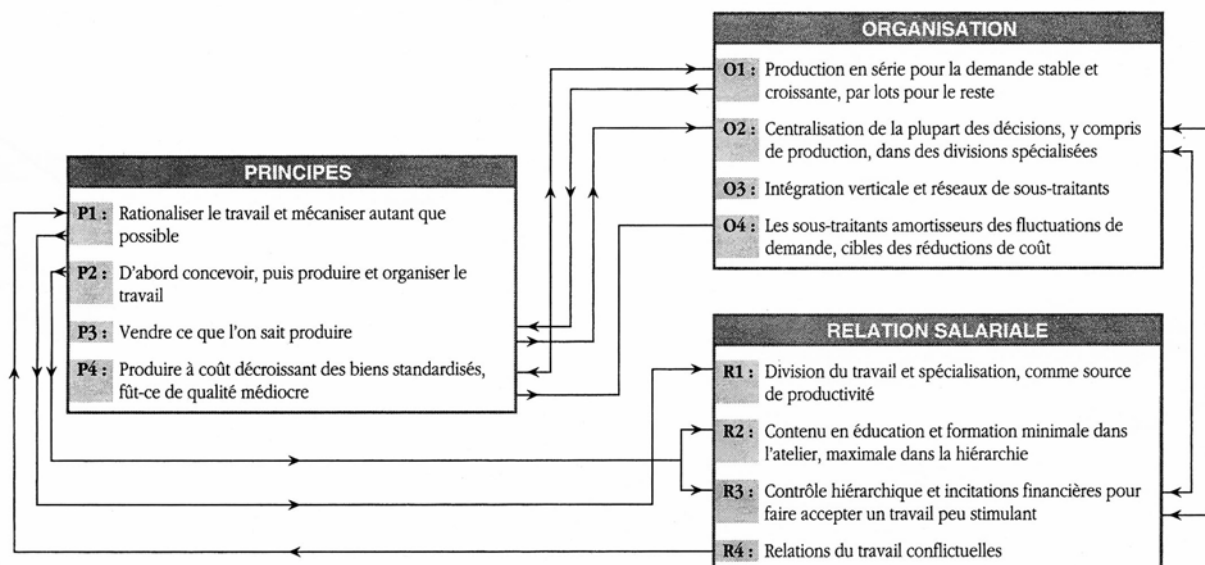 ORGANISATION
O1 : Production en série pour la demande stable et
croissante, par lots pour le reste
O2 : Centralisation de la plupart des décisions, y compris
de production, dans des divisions spécialisées
O3 : Intégration verticale et réseaux de sous-traitants
O4 : Les sous-traitants amortisseurs des fluctuations de
demande, cibles des réductions de coût
PRINCIPES
P1 : Rationaliser le travail et mécaniser autant que
possible
P2 : D'abord concevoir, puis produire et organiser le
travail
P3 : Vendre ce que l'on sait produire
P4 : Produire à coût décroissant des biens standardisés,
fût-ce de qualité médiocre
RELATION SALARIALE
R1 : Division du travail et spécialisation, comme source
de productivité
R2 : Contenu en éducation et formation minimale dans
l'atelier, maximale dans la hiérarchie
R3 : Contrôle hiérarchique et incitations financières pour
faire accepter un travail peu stimulant
R4 : Relations du travail conflictuelles